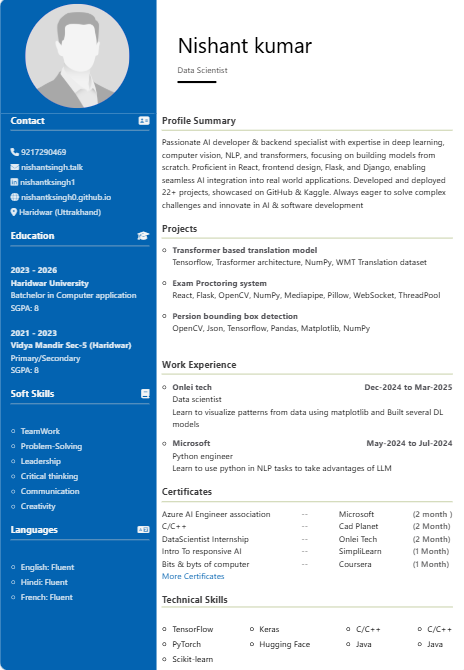 Nishant kumar
Data Scientist
Contact
9217290469
nishantsingh.talk
nishantksingh1
nishantksingh0.github.io
Haridwar (Uttrakhand)
Education
2023 - 2026
Haridwar University
Batchelor in Computer application
SGPA: 8
2021 - 2023
Vidya Mandir Sec-5 (Haridwar)
Primary/Secondary
SGPA: 8
Soft Skills
TeamWork
Problem-Solving
Leadership
Critical thinking
Communication
Creativity
Languages
English: Fluent
Hindi: Fluent
French: Fluent
Profile Summary
Passionate AI developer & backend specialist with expertise in deep learning,
computer vision, NLP, and transformers, focusing on building models from
scratch. Proficient in React, frontend design, Flask, and Django, enabling
seamless AI integration into real world applications. Developed and deployed
22+ projects, showcased on GitHub & Kaggle. Always eager to solve complex
challenges and innovate in AI & software development
Projects
Transformer based translation model
Tensorflow, Trasformer architecture, NumPy, WMT Translation dataset
Exam Proctoring system
React, Flask, OpenCV, NumPy, Mediapipe, Pillow, WebSocket, ThreadPool
Persion bounding box detection
OpenCV, Json, Tensorflow, Pandas, Matplotlib, NumPy
Work Experience
Onlei tech Dec-2024 to Mar-2025
Data scientist
Learn to visualize patterns from data using matplotlib and Built several DL
models
Microsoft May-2024 to Jul-2024
Python engineer
Learn to use python in NLP tasks to take advantages of LLM
Certificates
Azure AI Engineer association -- Microsoft (2 month )
C/C++ -- Cad Planet (2 Month)
DataScientist Internship -- Onlei Tech (2 Month)
Intro To responsive AI -- SimpliLearn (1 Month)
Bits & byts of computer -- Coursera (1 Month)
More Certificates
Technical Skills
TensorFlow Keras C/C++ C/C++
PyTorch Hugging Face Java Java
Scikit-learn